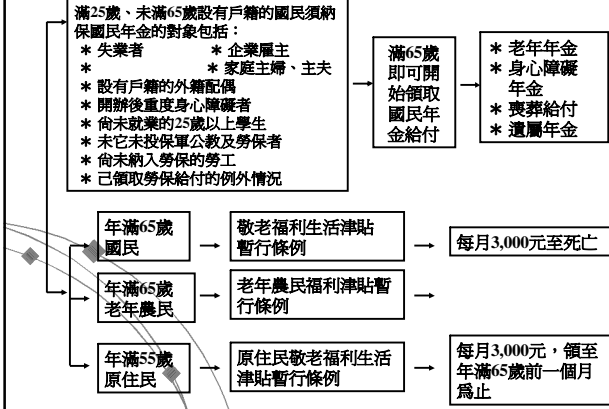 滿25歲、未滿65歲設有戶籍的國民須納
保國民年金的對象包括：
＊ 失業者 ＊ 企業雇主
＊ ＊ 家庭主婦、主夫
＊ 設有戶籍的外籍配偶
＊ 開辦後重度身心障礙者
＊ 尚未就業的25歲以上學生
＊ 未它未投保軍公教及勞保者
＊ 尚未納入勞保的勞工
＊ 己領取勞保給付的例外情況
滿65歲
即可開
始領取
國民年
金給付
＊ 老年年金
＊ 身心障礙
年金
＊ 喪葬給付
＊ 遺屬年金
年滿65歲
國民
敬老福利生活津貼
暫行條例
每月3,000元至死亡
年滿65歲
老年農民
老年農民福利津貼暫
行條例
年滿55歲
原住民
原住民敬老福利生活
津貼暫行條例
每月3,000元，領至
年滿65歲前一個月
爲止